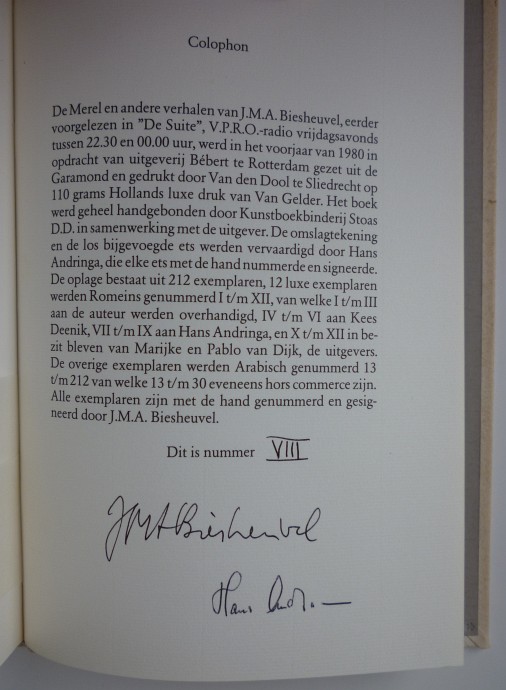 Colophon
De Merel en andere verhalen van J.M.A. Biesheuvel, eerder
voorgelezen in "De Suite", V.P.R.O.-radio vrijdagsavonds
tussen 22.30 en 00.00 uur, werd in het voorjaar van 1980 in
opdracht van uitgeverij Bébert te Rotterdam gezet uit de
Garamond en gedrukt door Van den Dool te Sliedrecht op
110 grams Hollands luxe druk van Van Gelder. Het boek
werd geheel handgebonden door Kunstboekbinderij Stoas
D.D. in samenwerking met de uitgever. De omslagtekening
en de los bijgevoegde ets werden vervaardigd door Hans
Andringa, die elke ets met de hand nummerde en signeerde.
De oplage bestaat uit 212 exemplaren, 12 luxe exemplaren
werden Romeins genummerd I t/m XII, van welke I t/m III
aan de auteur werden overhandigd, IV t/m VI aan Kees
Deenik, VII t/m IX aan Hans Andringa, en X t/m XII in be-
zit bleven van Marijke en Pablo van Dijk, de uitgevers.
De overige exemplaren werden Arabisch genummerd 13
t/m 212 van welke 13 t/m 30 eveneens hors commerce zijn.
Alle exemplaren zijn met de hand genummerd en gesig-
neerd door J.M.A. Biesheuvel.
Dit is nummer VIII
JMA Biesheuvel
Hans